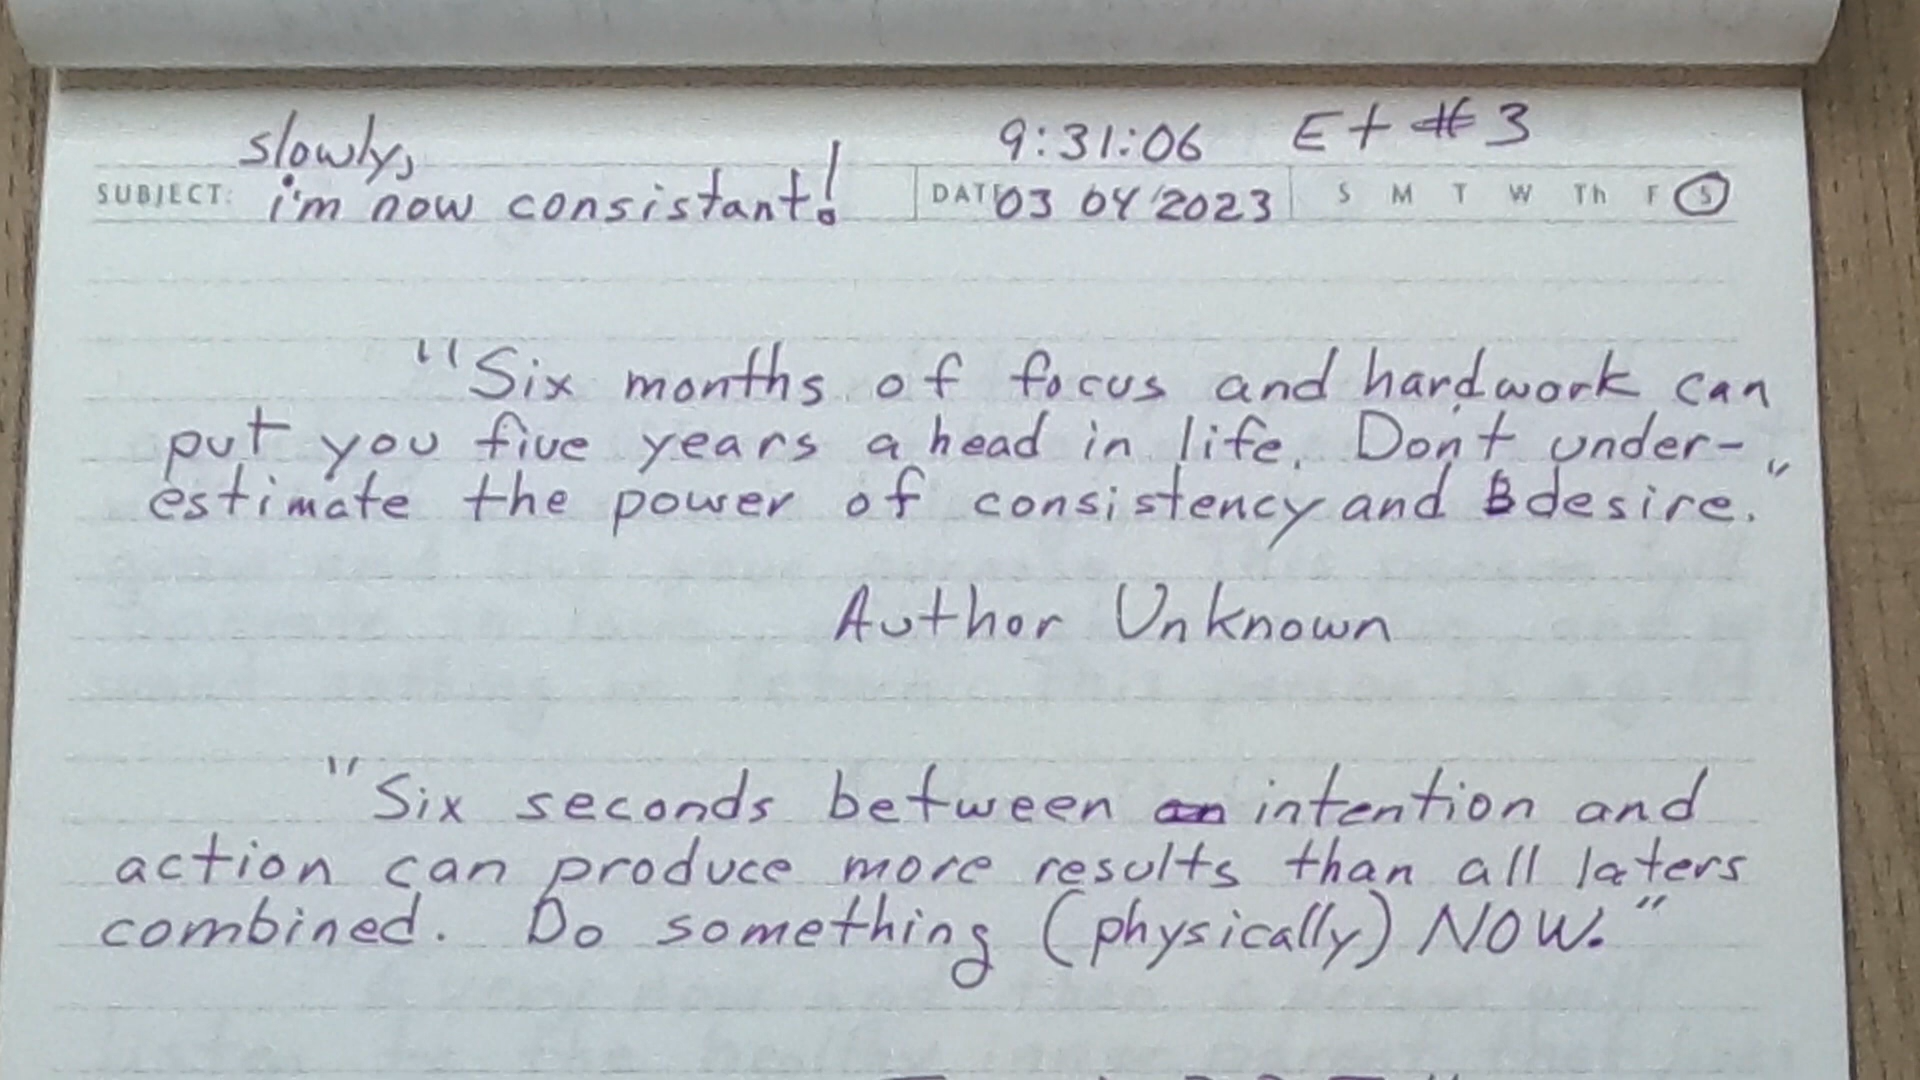 slowly, 9:31:06 Et #3
SUBJECT: i'm now consistant! DATE 03 04 2023 S M T W Th F S
"Six months of focus and hardwork can
put you five years ahead in life. Don't under-
estimate the power of consistency and desire."
Author Unknown
"Six seconds between intention and
action can produce more results than all laters
combined. Do something (physically) NOW."